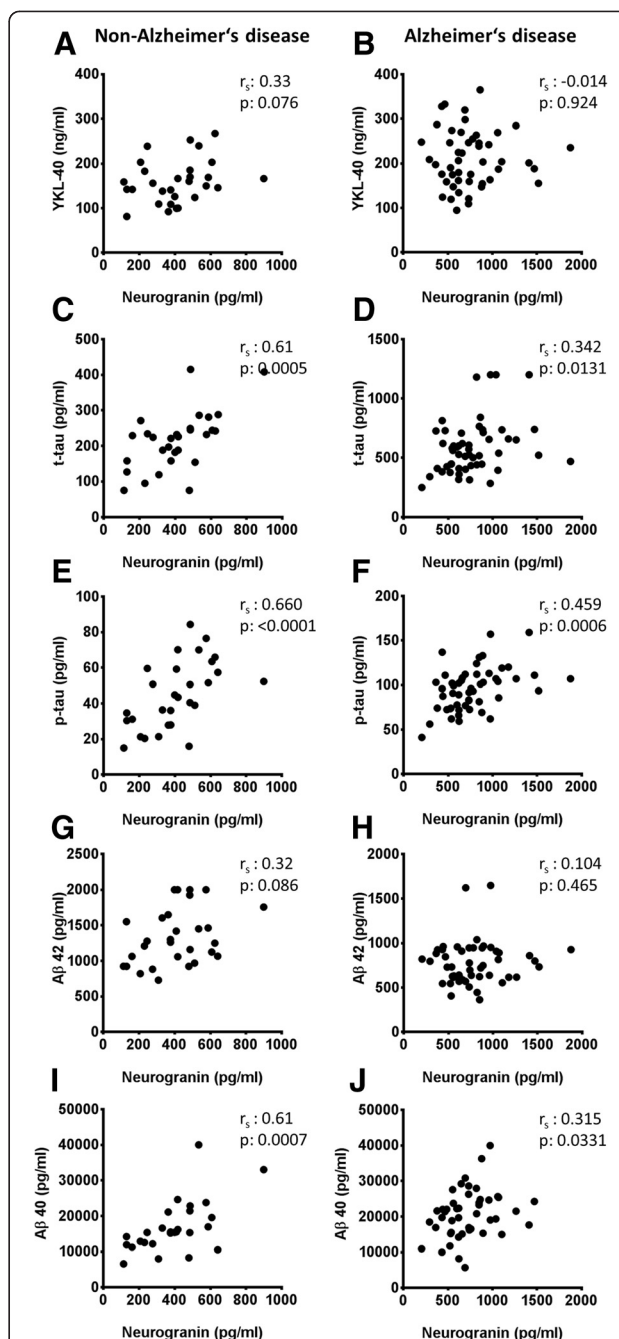 Non-Alzheimer‘s disease
Alzheimer‘s disease
A
rs: 0.33
p: 0.076
YKL-40 (ng/ml)
400
300
200
100
0
0 200 400 600 800 1000
Neurogranin (pg/ml)
B
rs : -0.014
p: 0.924
YKL-40 (ng/ml)
400
300
200
100
0
0 500 1000 1500 2000
Neurogranin (pg/ml)
C
rs : 0.61
p: 0.0005
t-tau (pg/ml)
500
400
300
200
100
0
0 200 400 600 800 1000
Neurogranin (pg/ml)
D
rs : 0.342
p: 0.0131
t-tau (pg/ml)
1500
1000
500
0
0 500 1000 1500 2000
Neurogranin (pg/ml)
E
rs : 0.660
p: <0.0001
p-tau (pg/ml)
100
80
60
40
20
0
0 200 400 600 800 1000
Neurogranin (pg/ml)
F
rs : 0.459
p: 0.0006
p-tau (pg/ml)
200
150
100
50
0
0 500 1000 1500 2000
Neurogranin (pg/ml)
G
rs : 0.32
p: 0.086
Aβ 42 (pg/ml)
2500
2000
1500
1000
500
0
0 200 400 600 800 1000
Neurogranin (pg/ml)
H
rs : 0.104
p: 0.465
Aβ 42 (pg/ml)
2000
1500
1000
500
0
0 500 1000 1500 2000
Neurogranin (pg/ml)
I
rs : 0.61
p: 0.0007
Aβ 40 (pg/ml)
50000
40000
30000
20000
10000
0
0 200 400 600 800 1000
Neurogranin (pg/ml)
J
rs : 0.315
p: 0.0331
Aβ 40 (pg/ml)
50000
40000
30000
20000
10000
0
0 500 1000 1500 2000
Neurogranin (pg/ml)